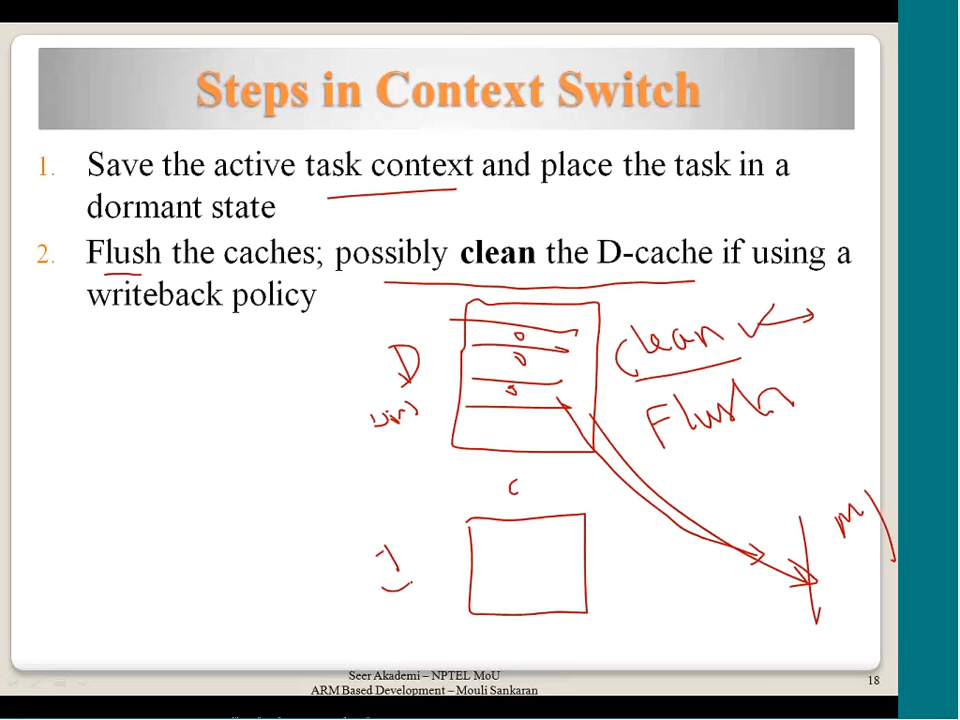 Steps in Context Switch
1. Save the active task context and place the task in a
dormant state
2. Flush the caches; possibly clean the D-cache if using a
writeback policy
Clean
D
Flush
C
M
I
Seer Akademi – NPTEL MoU
ARM Based Development – Mouli Sankaran
18